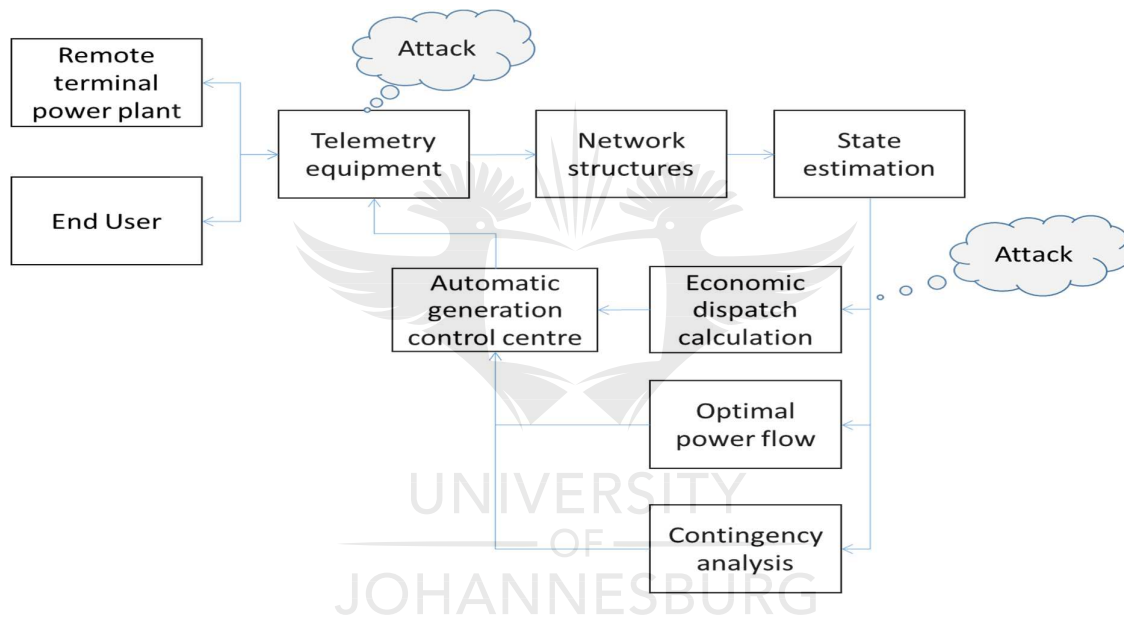 Remote
terminal
power plant
Attack
Telemetry
equipment
Network
structures
State
estimation
End User
Attack
Automatic
generation
control centre
Economic
dispatch
calculation
Optimal
power flow
Contingency
analysis
UNIVERSITY
OF
JOHANNESBURG